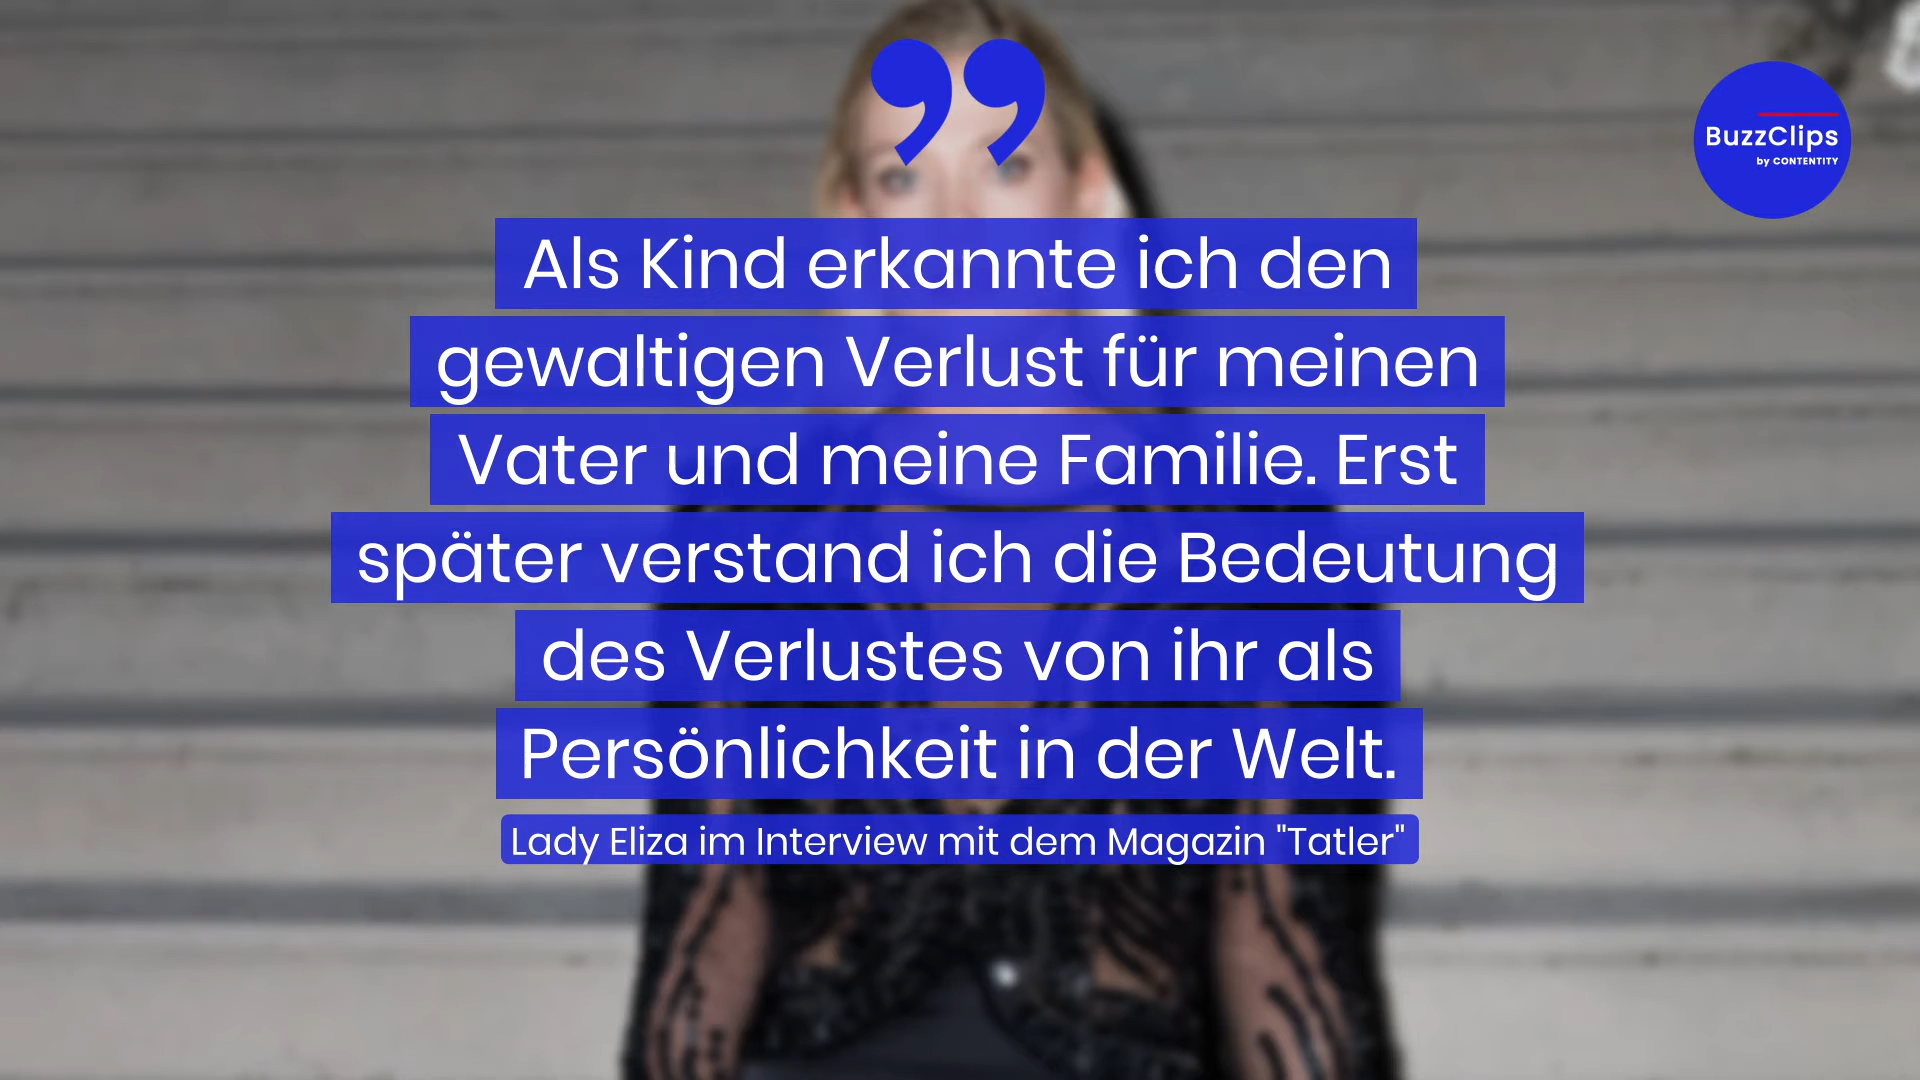 ”
BuzzClips
by CONTENTITY
Als Kind erkannte ich den
gewaltigen Verlust für meinen
Vater und meine Familie. Erst
später verstand ich die Bedeutung
des Verlustes von ihr als
Persönlichkeit in der Welt.
Lady Eliza im Interview mit dem Magazin "Tatler"